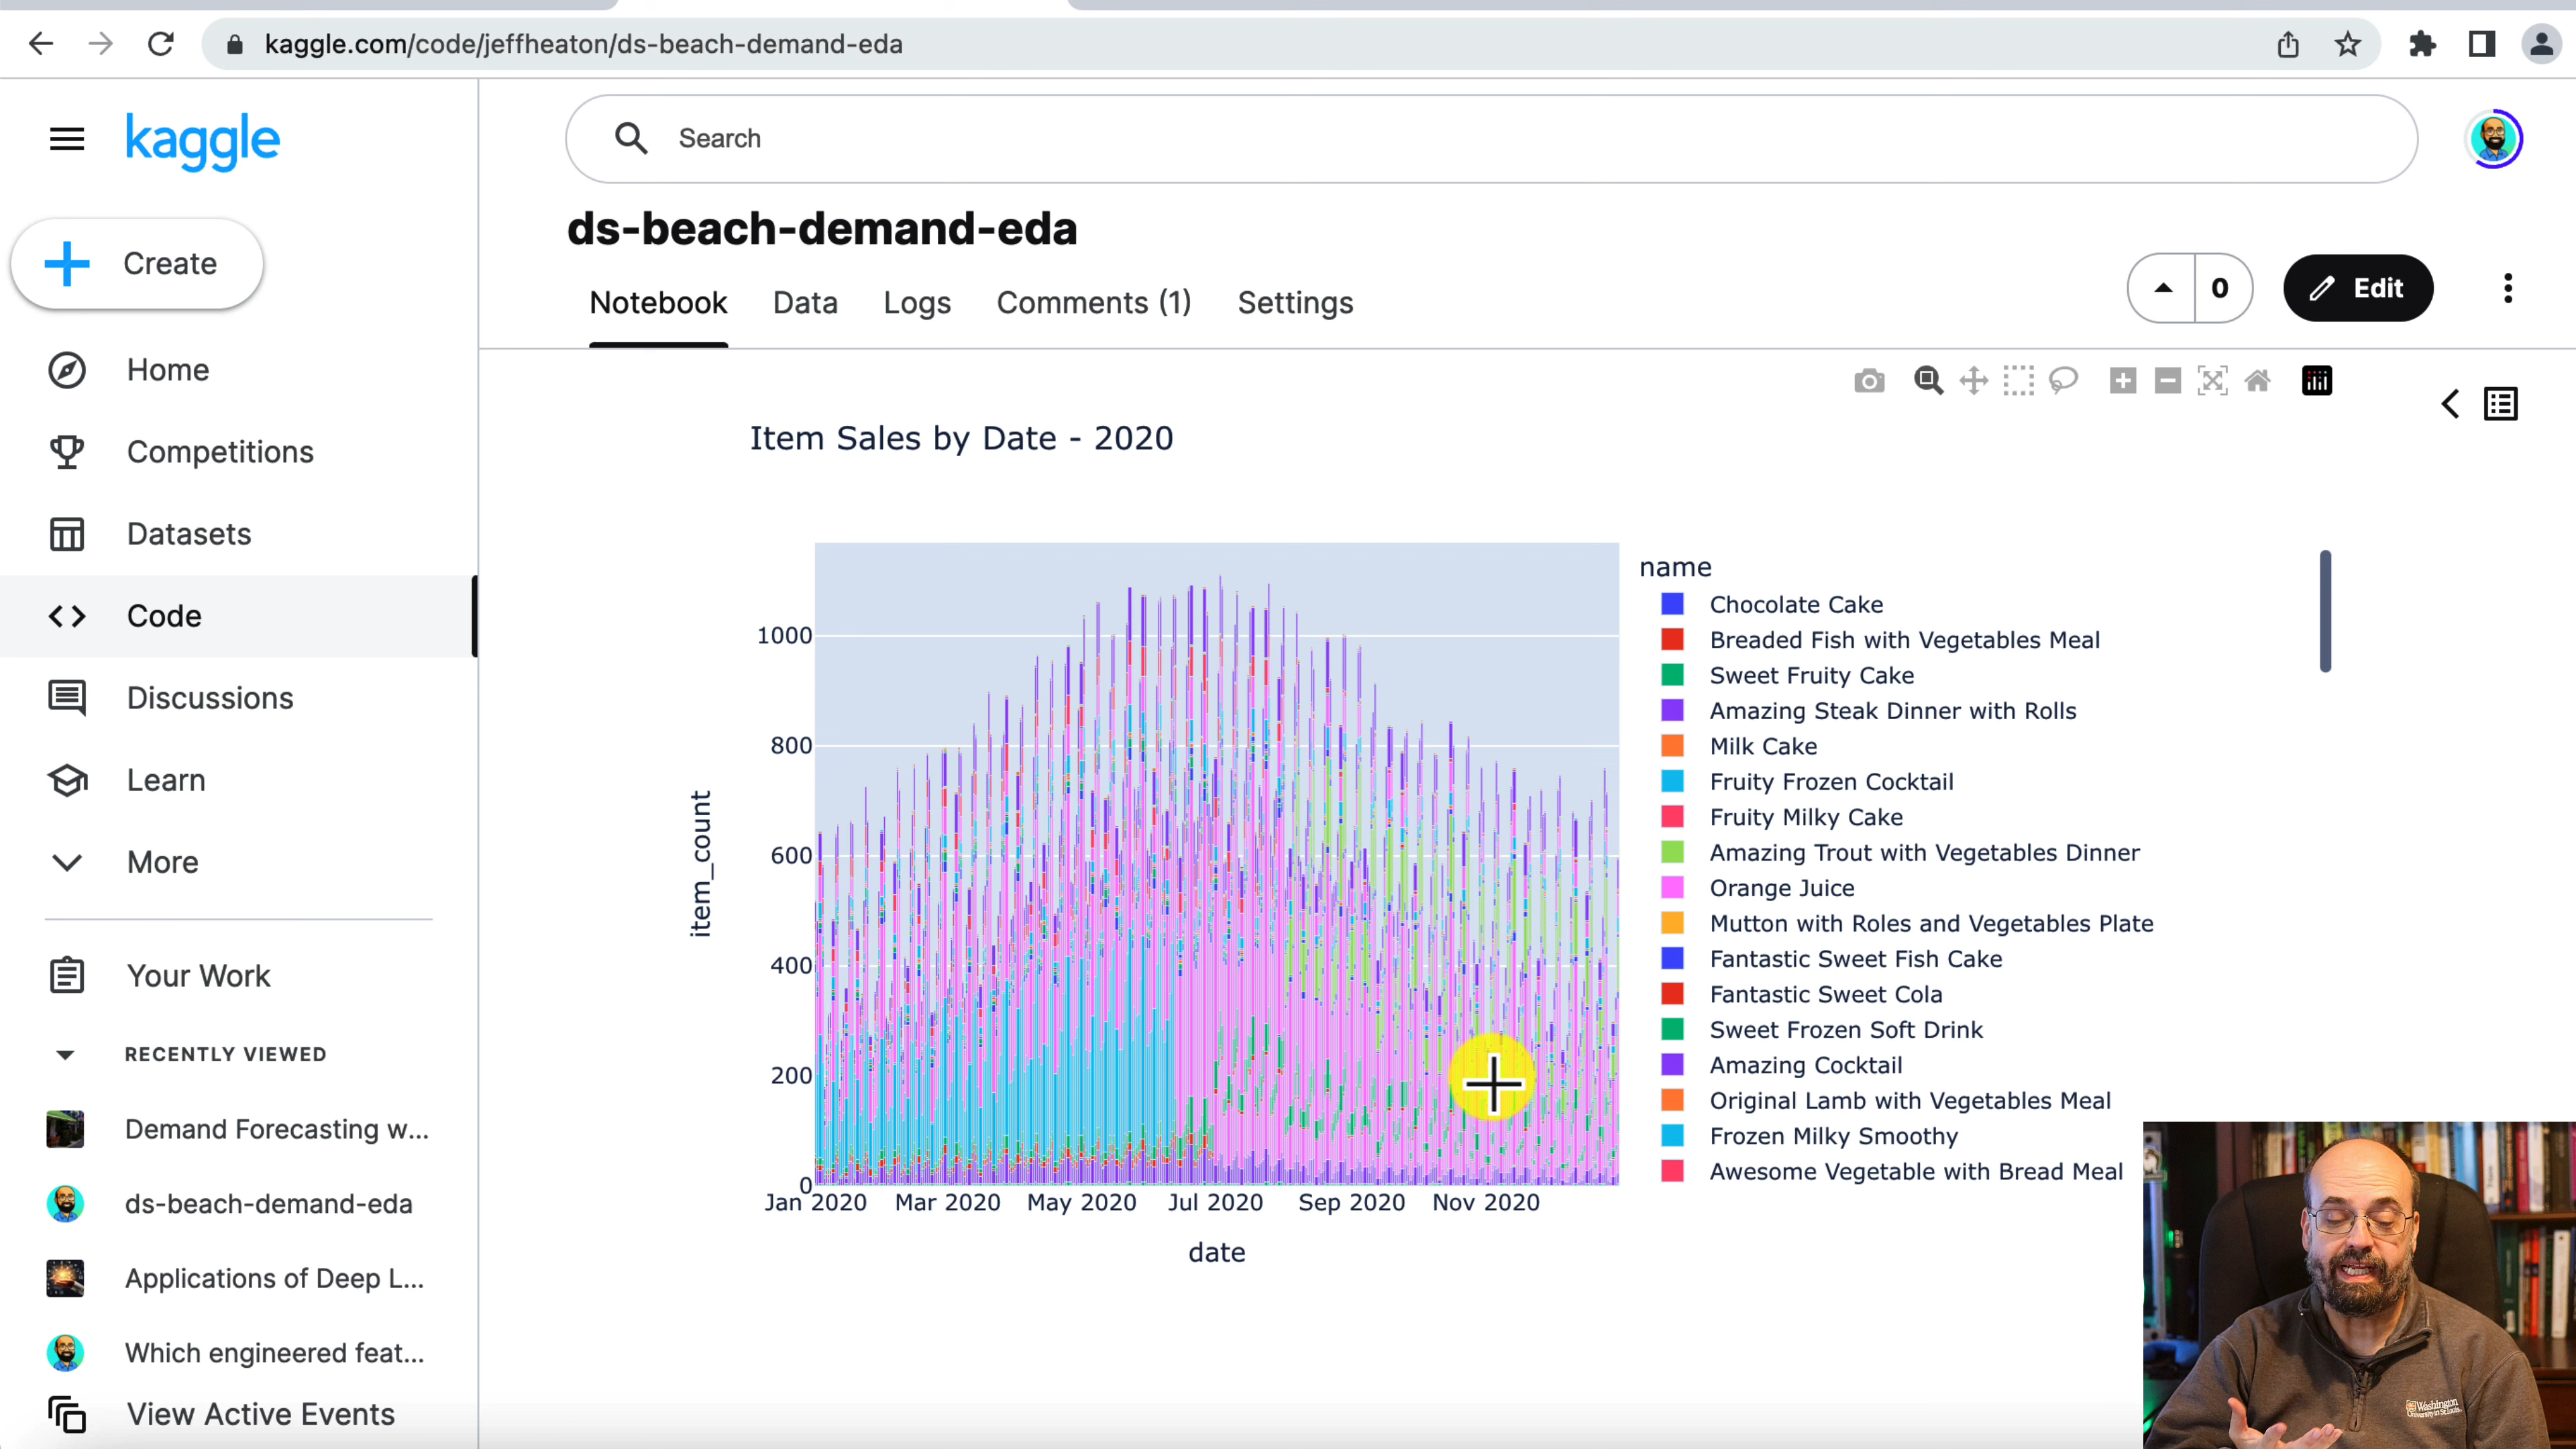 kaggle.com/code/jeffheaton/ds-beach-demand-eda
kaggle
Search
Create
ds-beach-demand-eda
0
Edit
Notebook
Data
Logs
Comments (1)
Settings
Home
Competitions
Datasets
Code
Discussions
Learn
More
Your Work
RECENTLY VIEWED
Demand Forecasting w...
ds-beach-demand-eda
Applications of Deep L...
Which engineered feat...
View Active Events
Item Sales by Date - 2020
item_count
1000
800
600
400
200
0
Jan 2020
Mar 2020
May 2020
Jul 2020
Sep 2020
Nov 2020
date
name
Chocolate Cake
Breaded Fish with Vegetables Meal
Sweet Fruity Cake
Amazing Steak Dinner with Rolls
Milk Cake
Fruity Frozen Cocktail
Fruity Milky Cake
Amazing Trout with Vegetables Dinner
Orange Juice
Mutton with Roles and Vegetables Plate
Fantastic Sweet Fish Cake
Fantastic Sweet Cola
Sweet Frozen Soft Drink
Amazing Cocktail
Original Lamb with Vegetables Meal
Frozen Milky Smoothy
Awesome Vegetable with Bread Meal
Washington
University in St. Louis